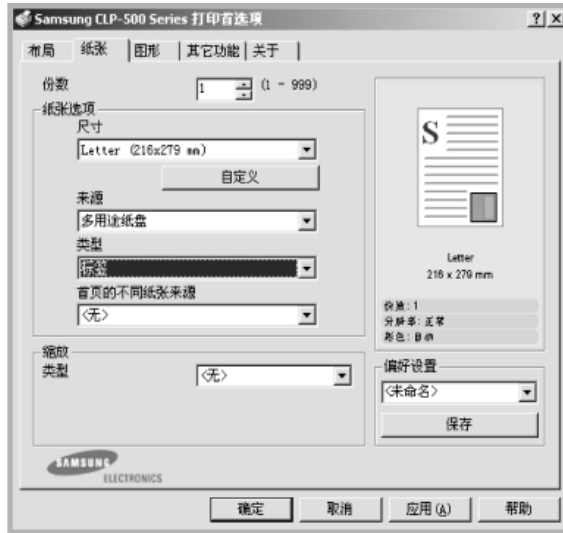 Samsung CLP-500 Series 打印首选项
布局 纸张 图形 其它功能 关于
份数 1 (1 - 999)
纸张选项
尺寸
Letter (216x279 mm)
自定义
来源
多用途纸盘
类型
标签
首页的不同纸张来源
<无>
缩放
类型 <无>
S
Letter
216 x 279 mm
份数: 1
分辨率: 正常
彩色: 自动
偏好设置
<未命名>
保存
SAMSUNG
ELECTRONICS
确定 取消 应用(A) 帮助